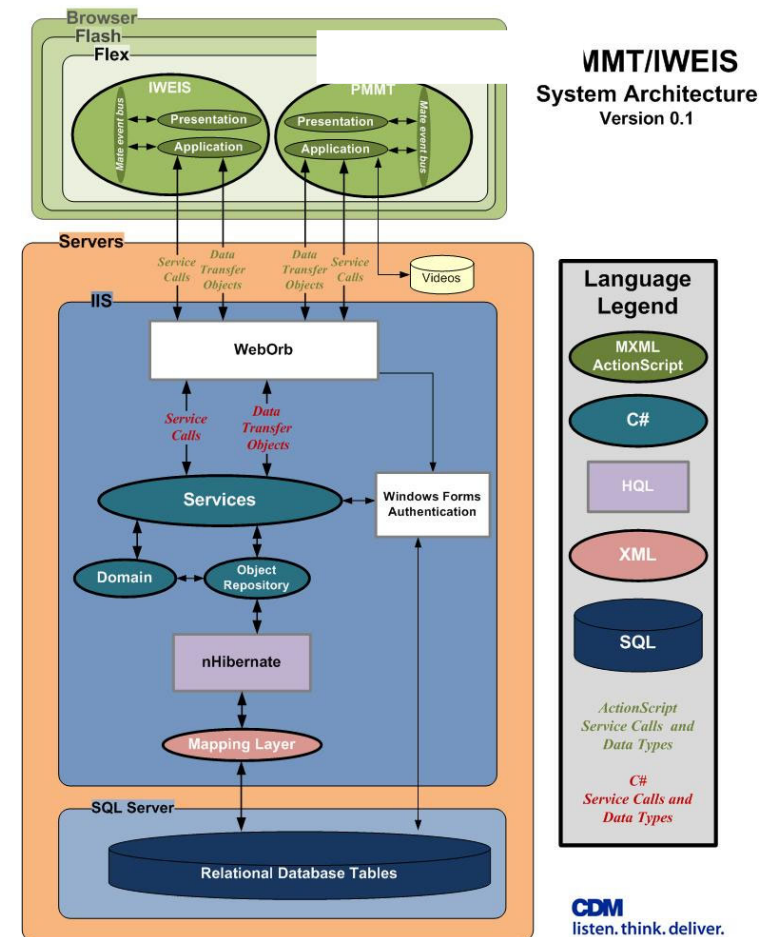 Browser
Flash
Flex
MMT/IWEIS
System Architecture
Version 0.1
IWEIS
PMMT
Mate event bus
Presentation
Application
Presentation
Application
Mate event bus
Servers
Service
Calls
Data
Transfer
Objects
Data
Transfer
Objects
Service
Calls
Videos
IIS
WebOrb
Service
Calls
Data
Transfer
Objects
Services
Windows Forms
Authentication
Domain
Object
Repository
nHibernate
Mapping Layer
SQL Server
Relational Database Tables
Language
Legend
MXML
ActionScript
C#
HQL
XML
SQL
ActionScript
Service Calls and
Data Types
C#
Service Calls and
Data Types
CDM
listen. think. deliver.